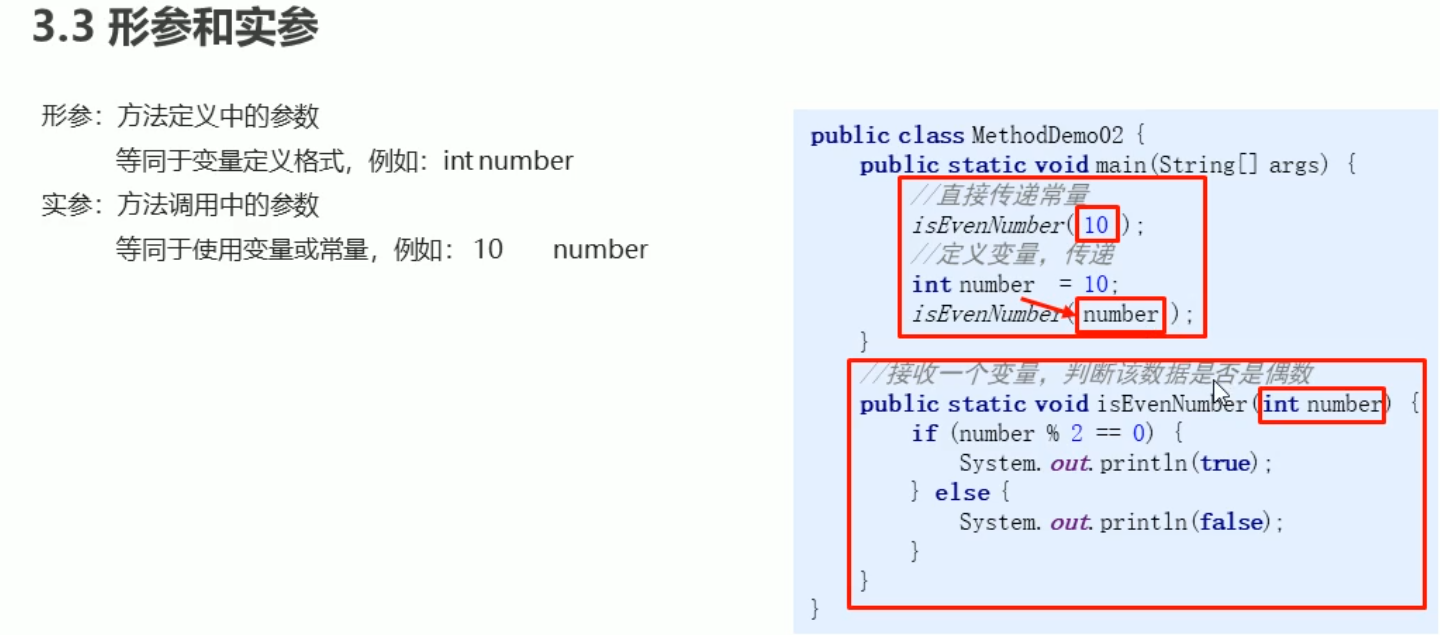 3.3 形参和实参
形参：方法定义中的参数
等同于变量定义格式，例如：int number
实参：方法调用中的参数
等同于使用变量或常量，例如： 10 number
public class MethodDemo02 {
public static void main(String[] args) {
//直接传递常量
isEvenNumber( 10 );
//定义变量，传递
int number = 10;
isEvenNumber( number );
}
//接收一个变量，判断该数据是否是偶数
public static void isEvenNumber(int number) {
if (number % 2 == 0) {
System.out.println(true);
} else {
System.out.println(false);
}
}
}